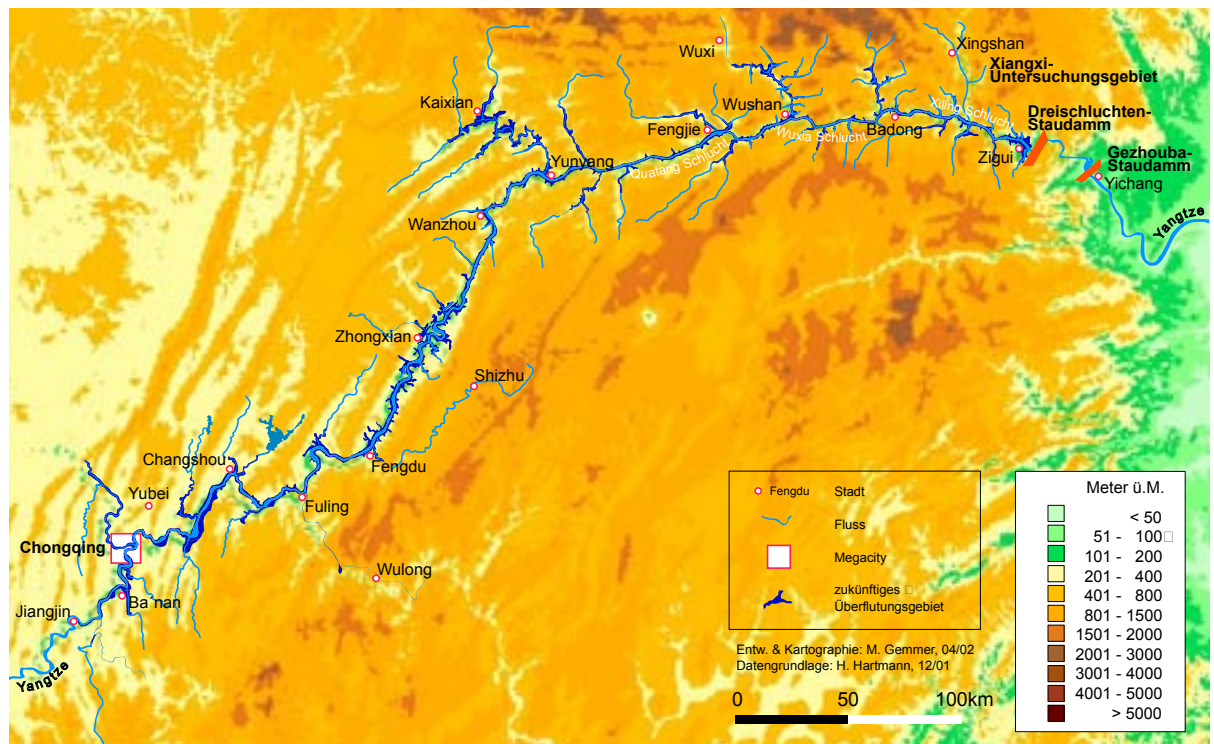 Wuxi
Xingshan
Xiangxi-
Untersuchungsgebiet
Kaixian
Wushan
Xiling Schlucht
Dreischluchten-
Staudamm
Fengjie
Wuxia Schlucht
Badong
Zigui
Gezhouba-
Staudamm
Yichang
Yunyang
Quatang Schlucht
Wanzhou
Yangtze
Zhongxian
Shizhu
Changshou
Fengdu
Yubei
Fuling
Chongqing
Wulong
Ba´nan
Jiangjin
Yangtze
Fengdu Stadt
Fluss
Megacity
zukünftiges
Überflutungsgebiet
Entw. & Kartographie: M. Gemmer, 04/02
Datengrundlage: H. Hartmann, 12/01
0 50 100km
Meter ü.M.
< 50
51 - 100
101 - 200
201 - 400
401 - 800
801 - 1500
1501 - 2000
2001 - 3000
3001 - 4000
4001 - 5000
> 5000